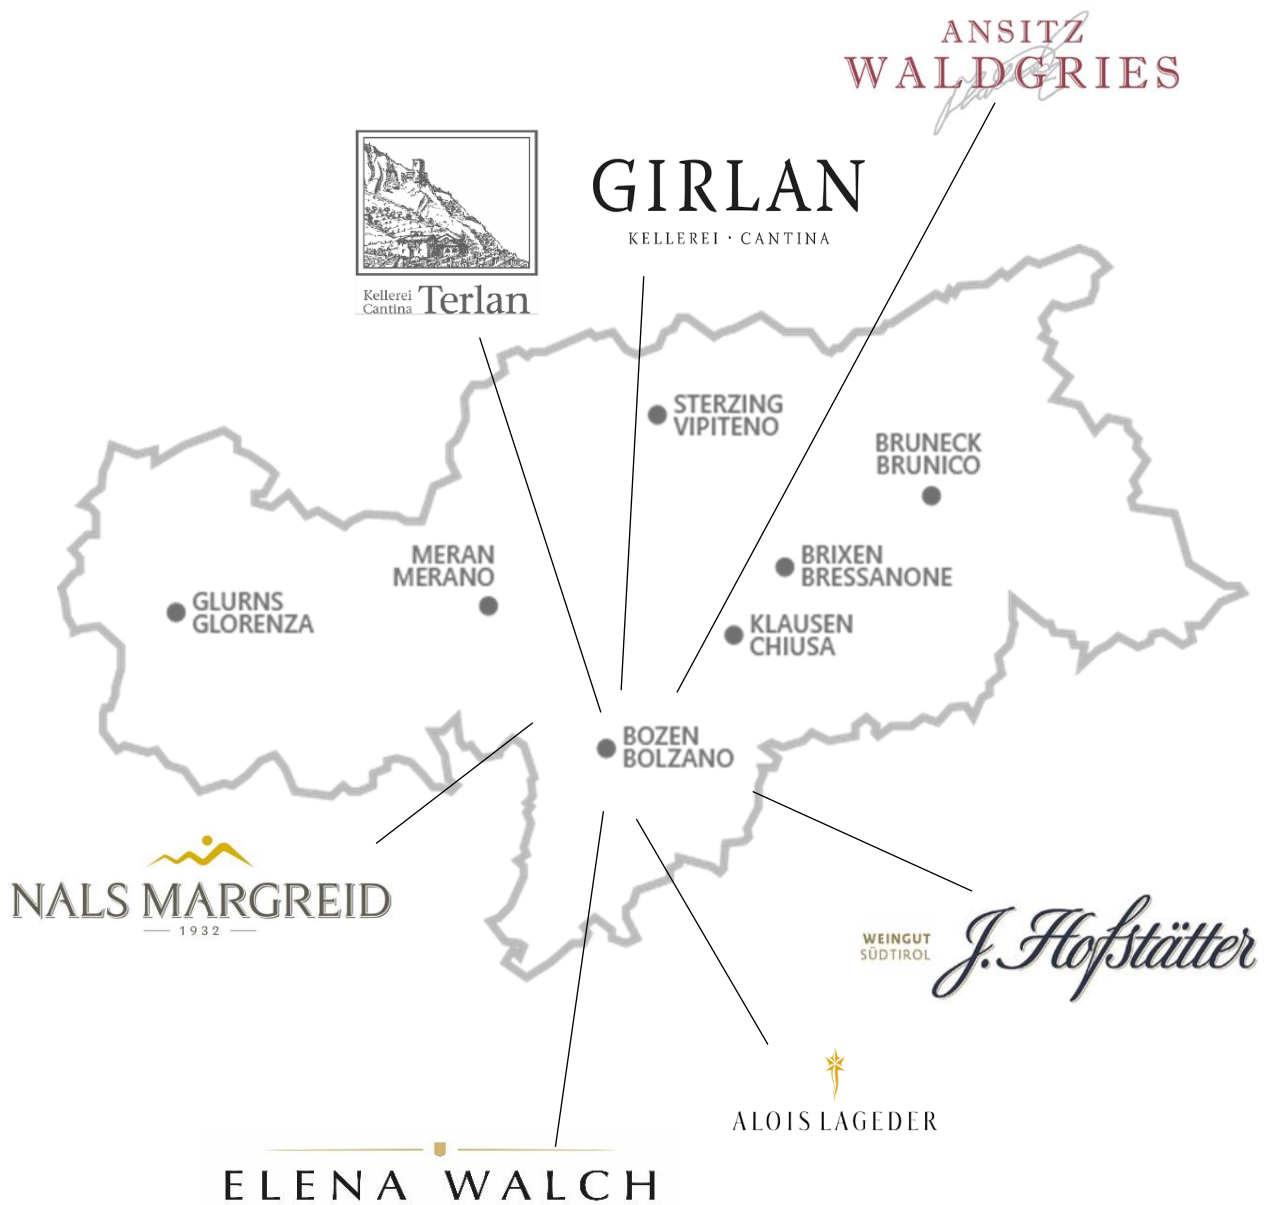 ANSITZ
WALDGRIES
GIRLAN
KELLEREI · CANTINA
Kellerei
Cantina Terlan
STERZING
VIPITENO
BRUNECK
BRUNICO
MERAN
MERANO
BRIXEN
BRESSANONE
GLURNS
GLORENZA
KLAUSEN
CHIUSA
BOZEN
BOLZANO
NALS MARGREID
1932
WEINGUT
SÜDTIROL
J. Hofstätter
ALOIS LAGEDER
ELENA WALCH